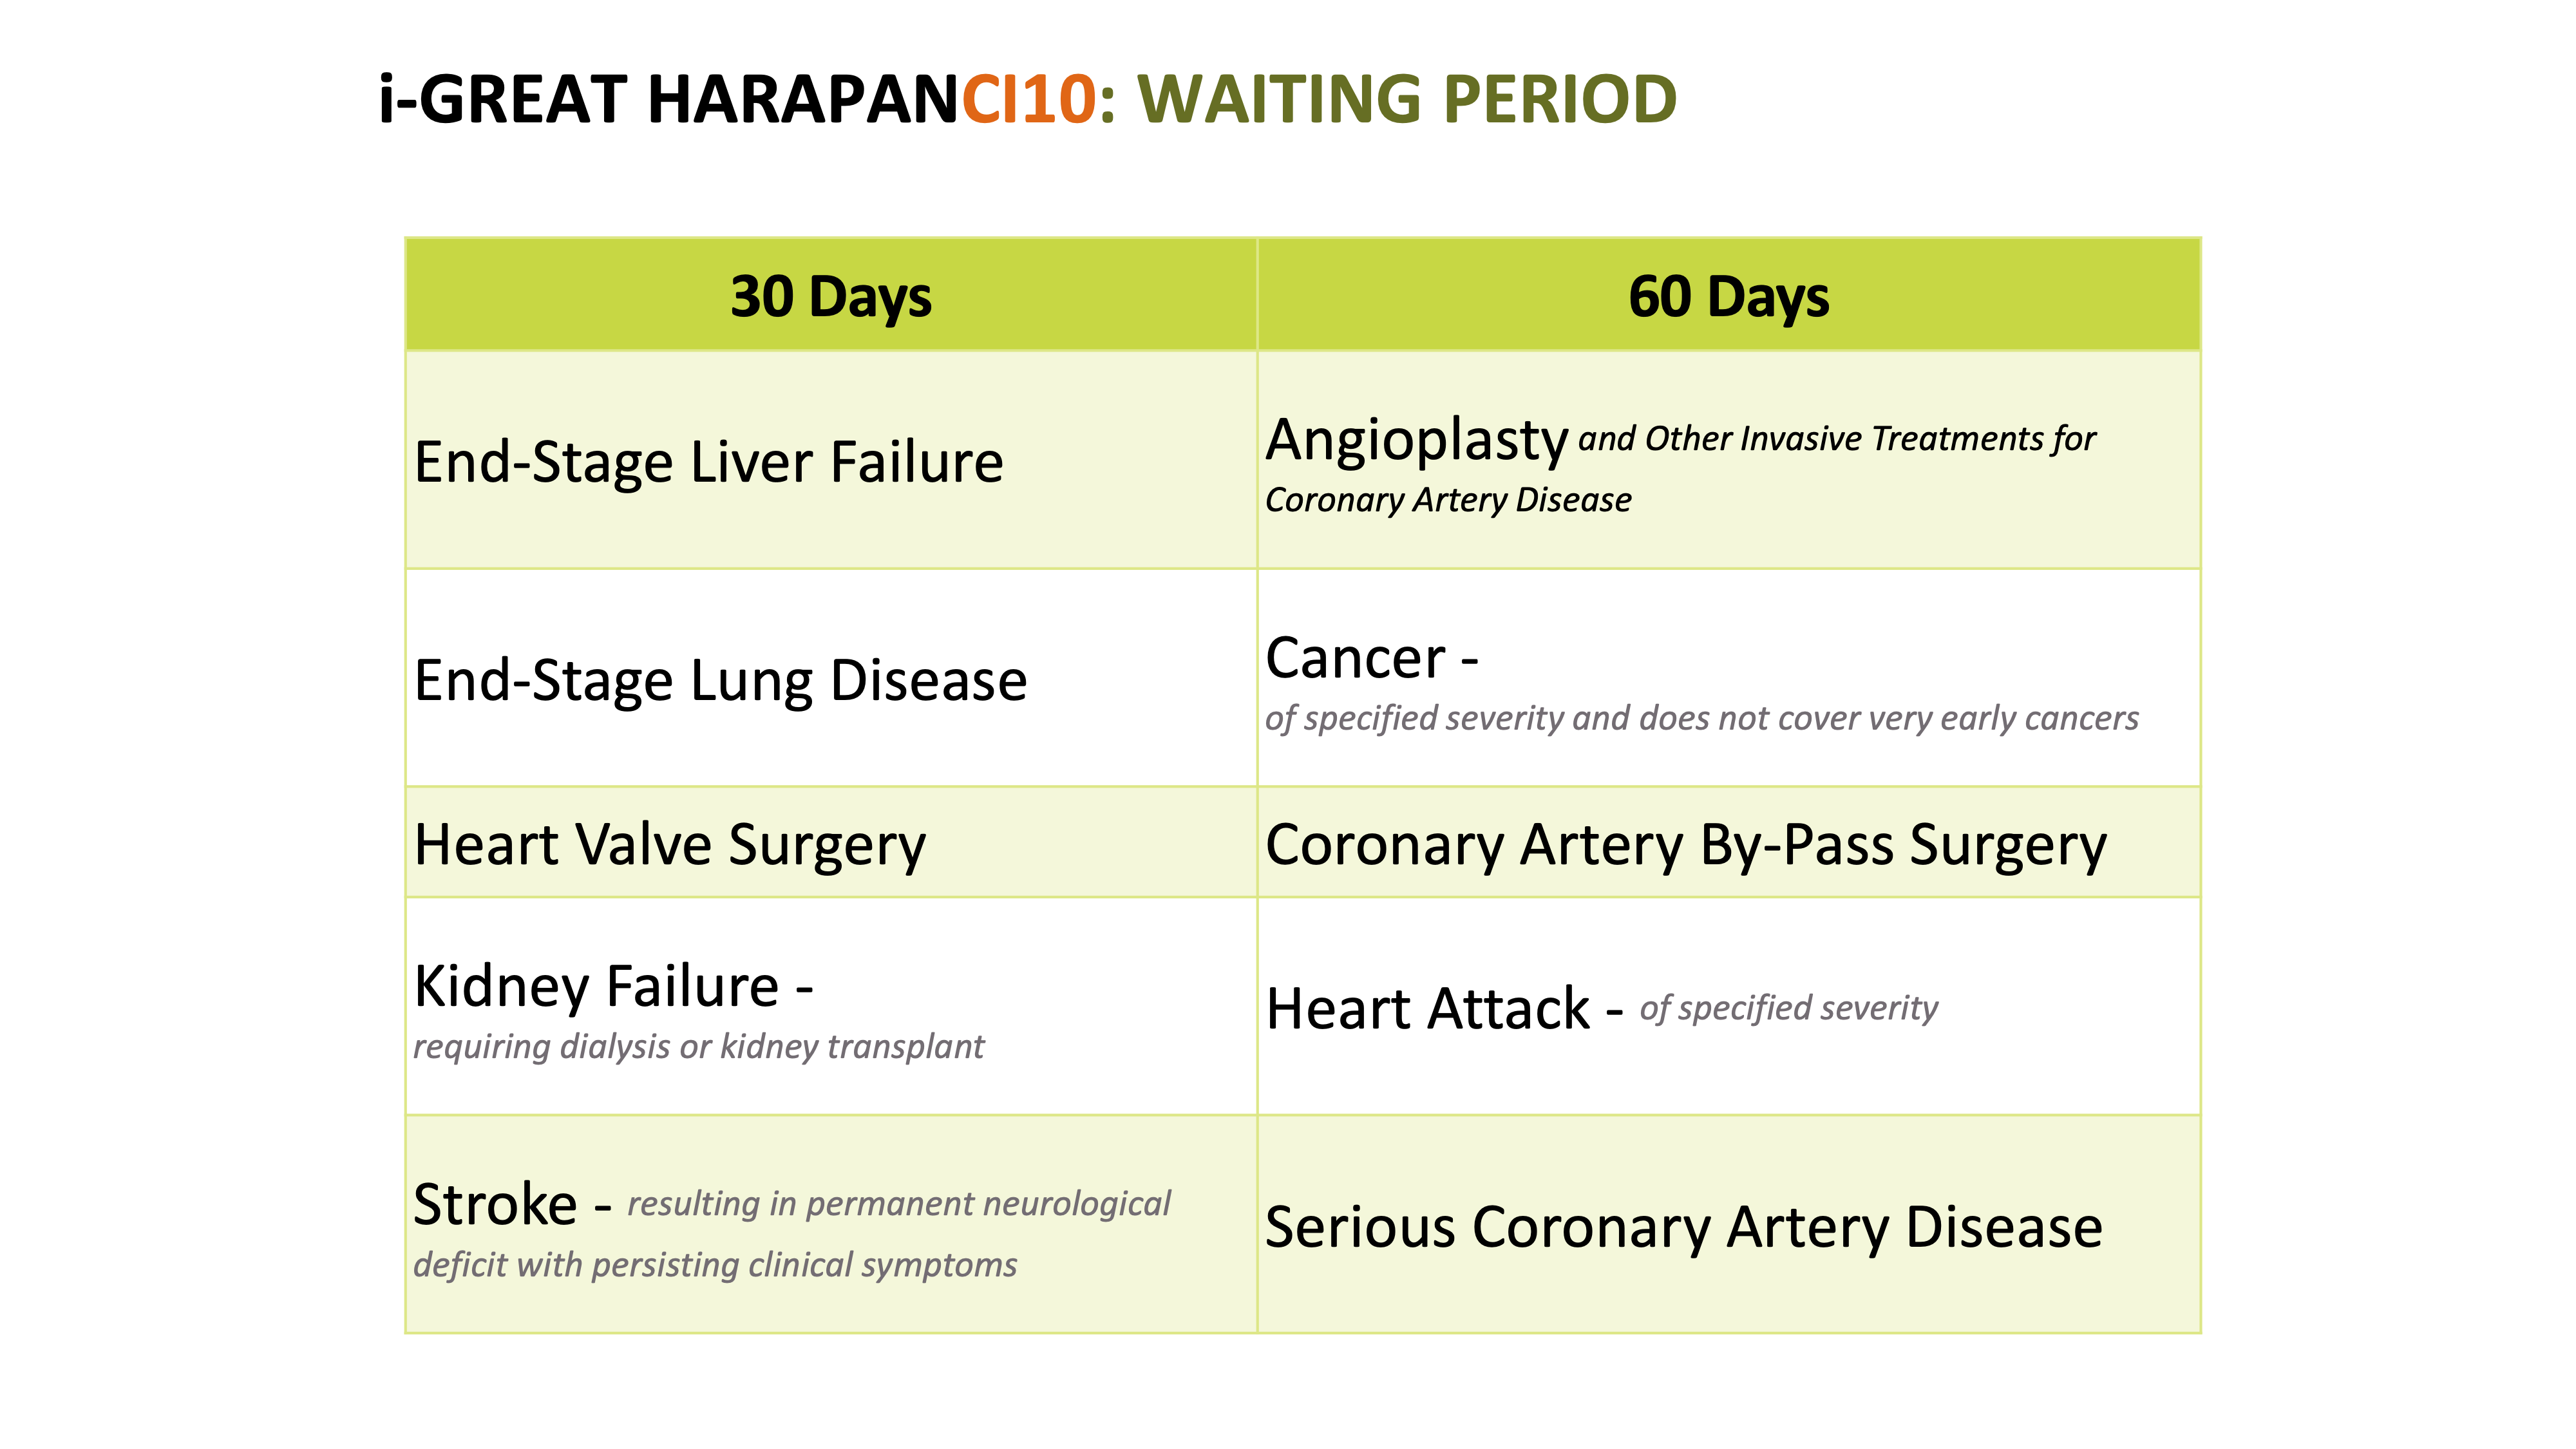 i-GREAT HARAPANCI10: WAITING PERIOD
30 Days
60 Days
End-Stage Liver Failure
Angioplasty and Other Invasive Treatments for
Coronary Artery Disease
End-Stage Lung Disease
Cancer -
of specified severity and does not cover very early cancers
Heart Valve Surgery
Coronary Artery By-Pass Surgery
Kidney Failure -
requiring dialysis or kidney transplant
Heart Attack - of specified severity
Stroke - resulting in permanent neurological
deficit with persisting clinical symptoms
Serious Coronary Artery Disease